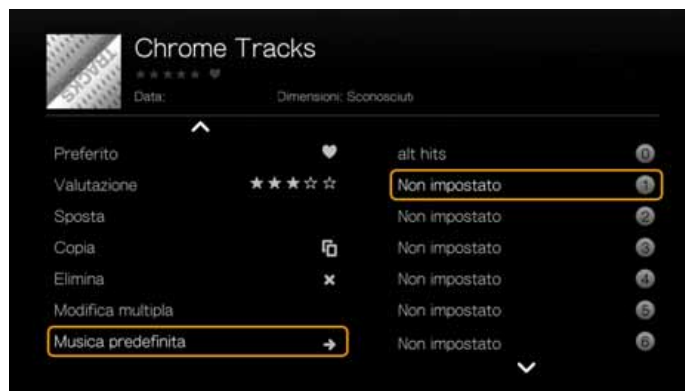 Chrome Tracks
TRACKS
Data:
Dimensioni: Sconosciuti
Preferito
Valutazione
Sposta
Copia
Elimina
Modifica multipla
Musica predefinita
alt hits 0
Non impostato 1
Non impostato 2
Non impostato 3
Non impostato 4
Non impostato 5
Non impostato 6